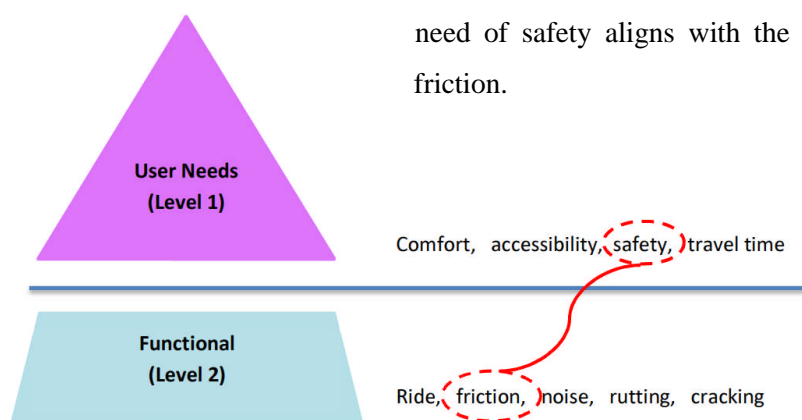 need of safety aligns with the
friction.
User Needs
(Level 1)
Comfort, accessibility, safety, travel time
Functional
(Level 2)
Ride, friction, noise, rutting, cracking